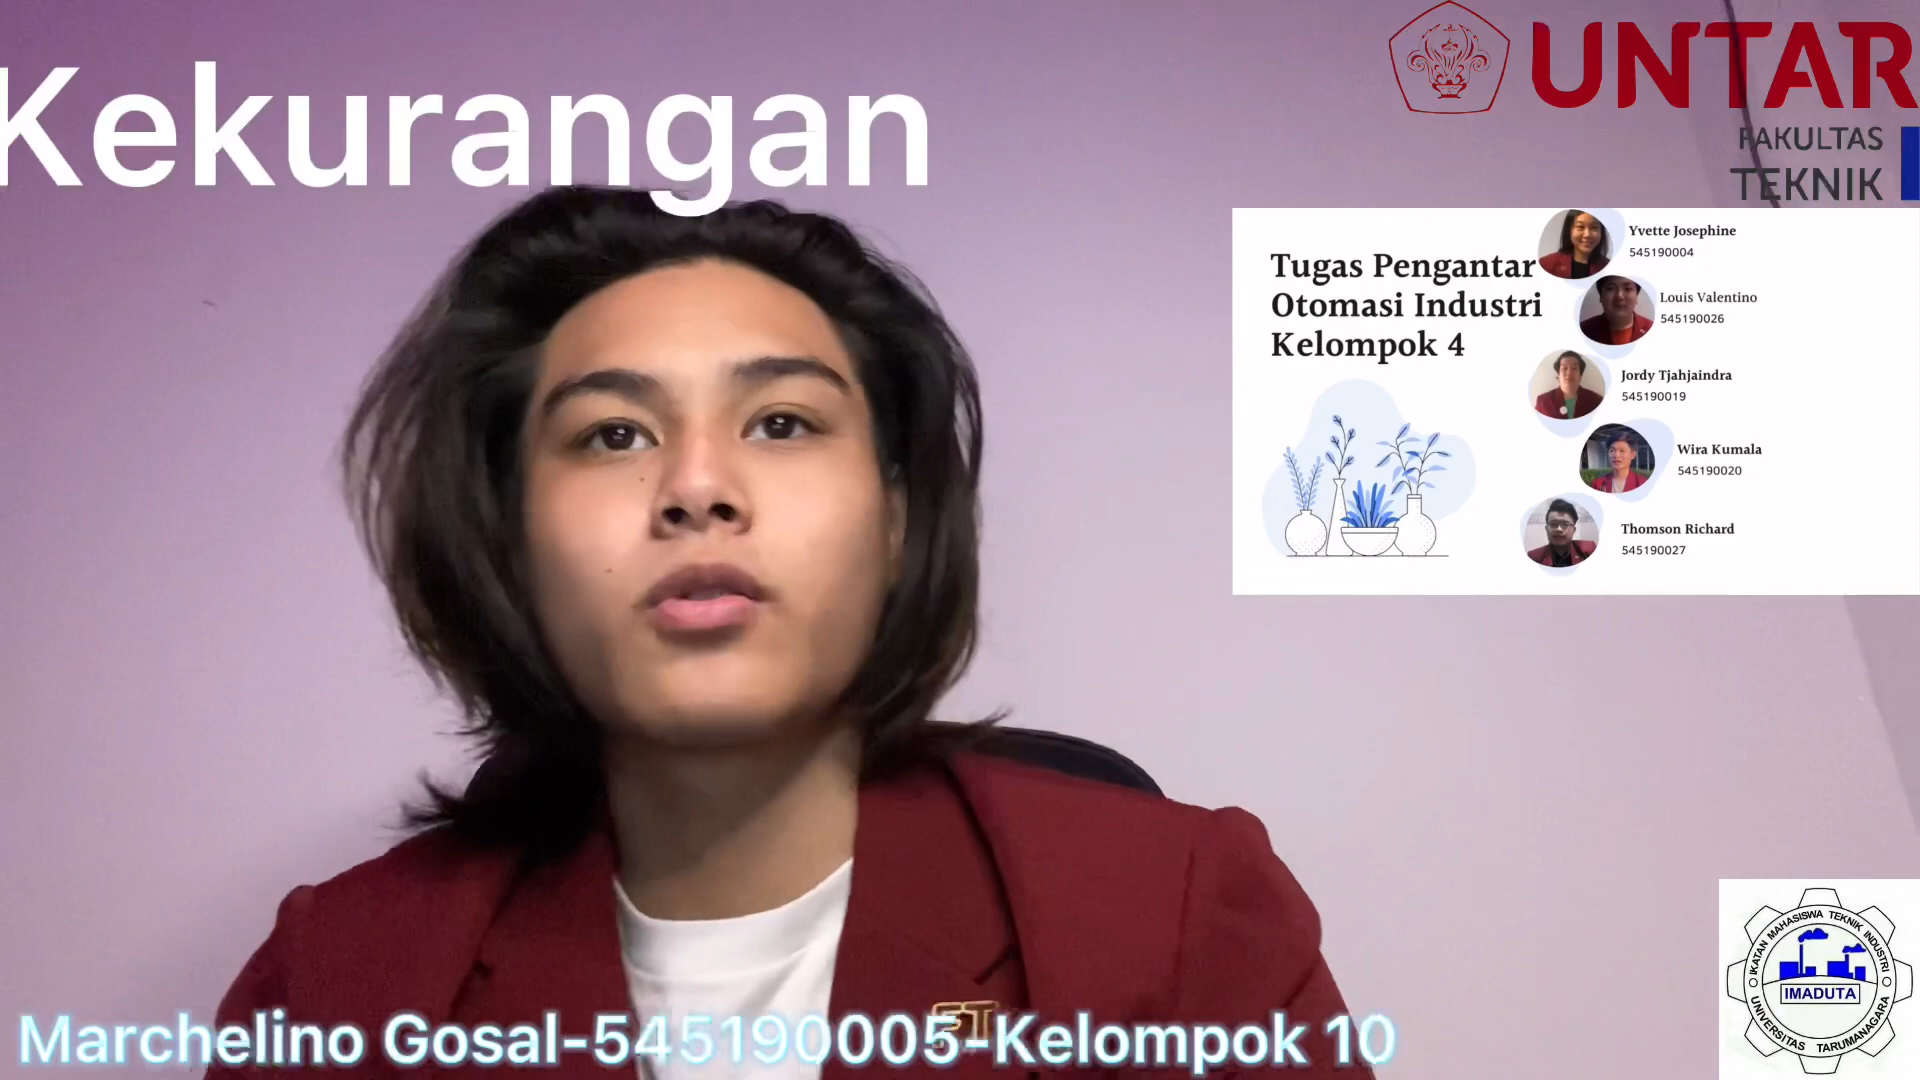 Kekurangan
UNTAR
FAKULTAS
TEKNIK
Tugas Pengantar
Otomasi Industri
Kelompok 4
Yvette Josephine
545190004
Louis Valentino
545190026
Jordy Tjahjaindra
545190019
Wira Kumala
545190020
Thomson Richard
545190027
FT
Marchelino Gosal-545190005-Kelompok 10
IKATAN MAHASISWA TEKNIK INDUSTRI
IMADUTA
UNIVERSITAS TARUMANAGARA